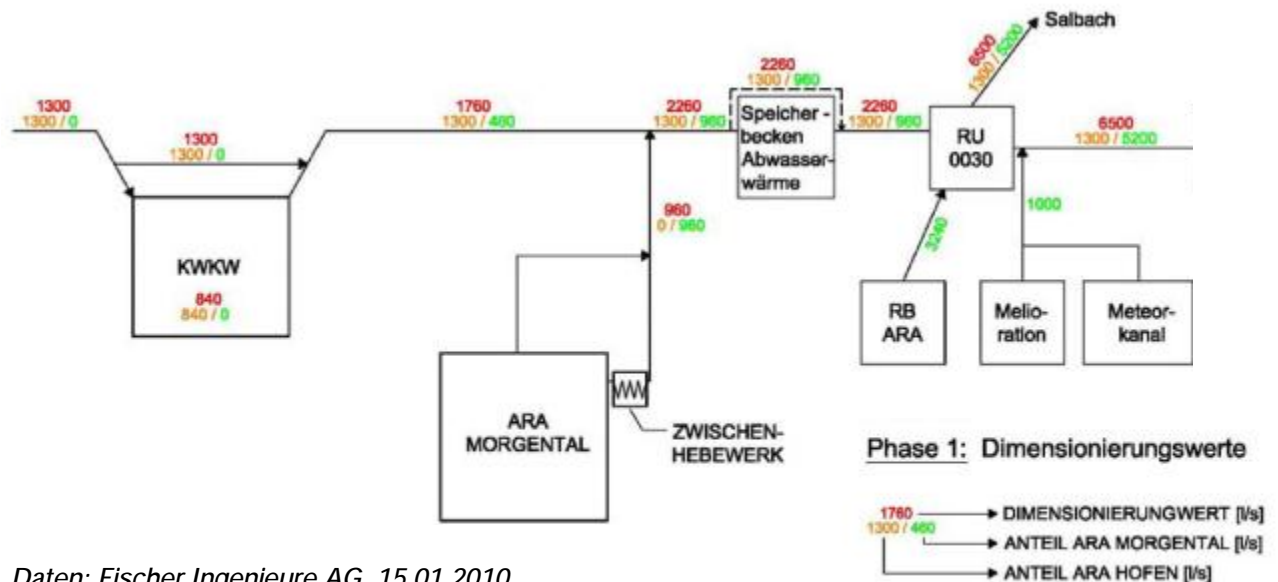 Salbach
6500
1300 / 5200
1300
1300 / 0
1300
1300 / 0
1760
1300 / 460
2260
1300 / 960
2260
1300 / 960
2260
1300 / 960
Speicher -
becken
Abwasser-
wärme
RU
0030
6500
1300 / 5200
960
0 / 960
3240
1000
KWKW
840
840 / 0
RB
ARA
Melio-
ration
Meteor-
kanal
ARA
MORGENTAL
ZWISCHEN-
HEBEWERK
Phase 1: Dimensionierungswerte
1760
1300 / 460
DIMENSIONIERUNGWERT [l/s]
ANTEIL ARA MORGENTAL [l/s]
ANTEIL ARA HOFEN [l/s]
Daten: Fischer Ingenieure AG, 15.01.2010